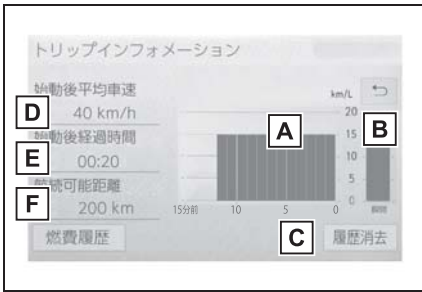 トリップインフォメーション
始動後平均車速
D
40 km/h
始動後経過時間
E
00:20
航続可能距離
F
200 km
km/L
A
B
20
15
10
5
0
15分前
10
5
0
C
燃費履歴
履歴消去